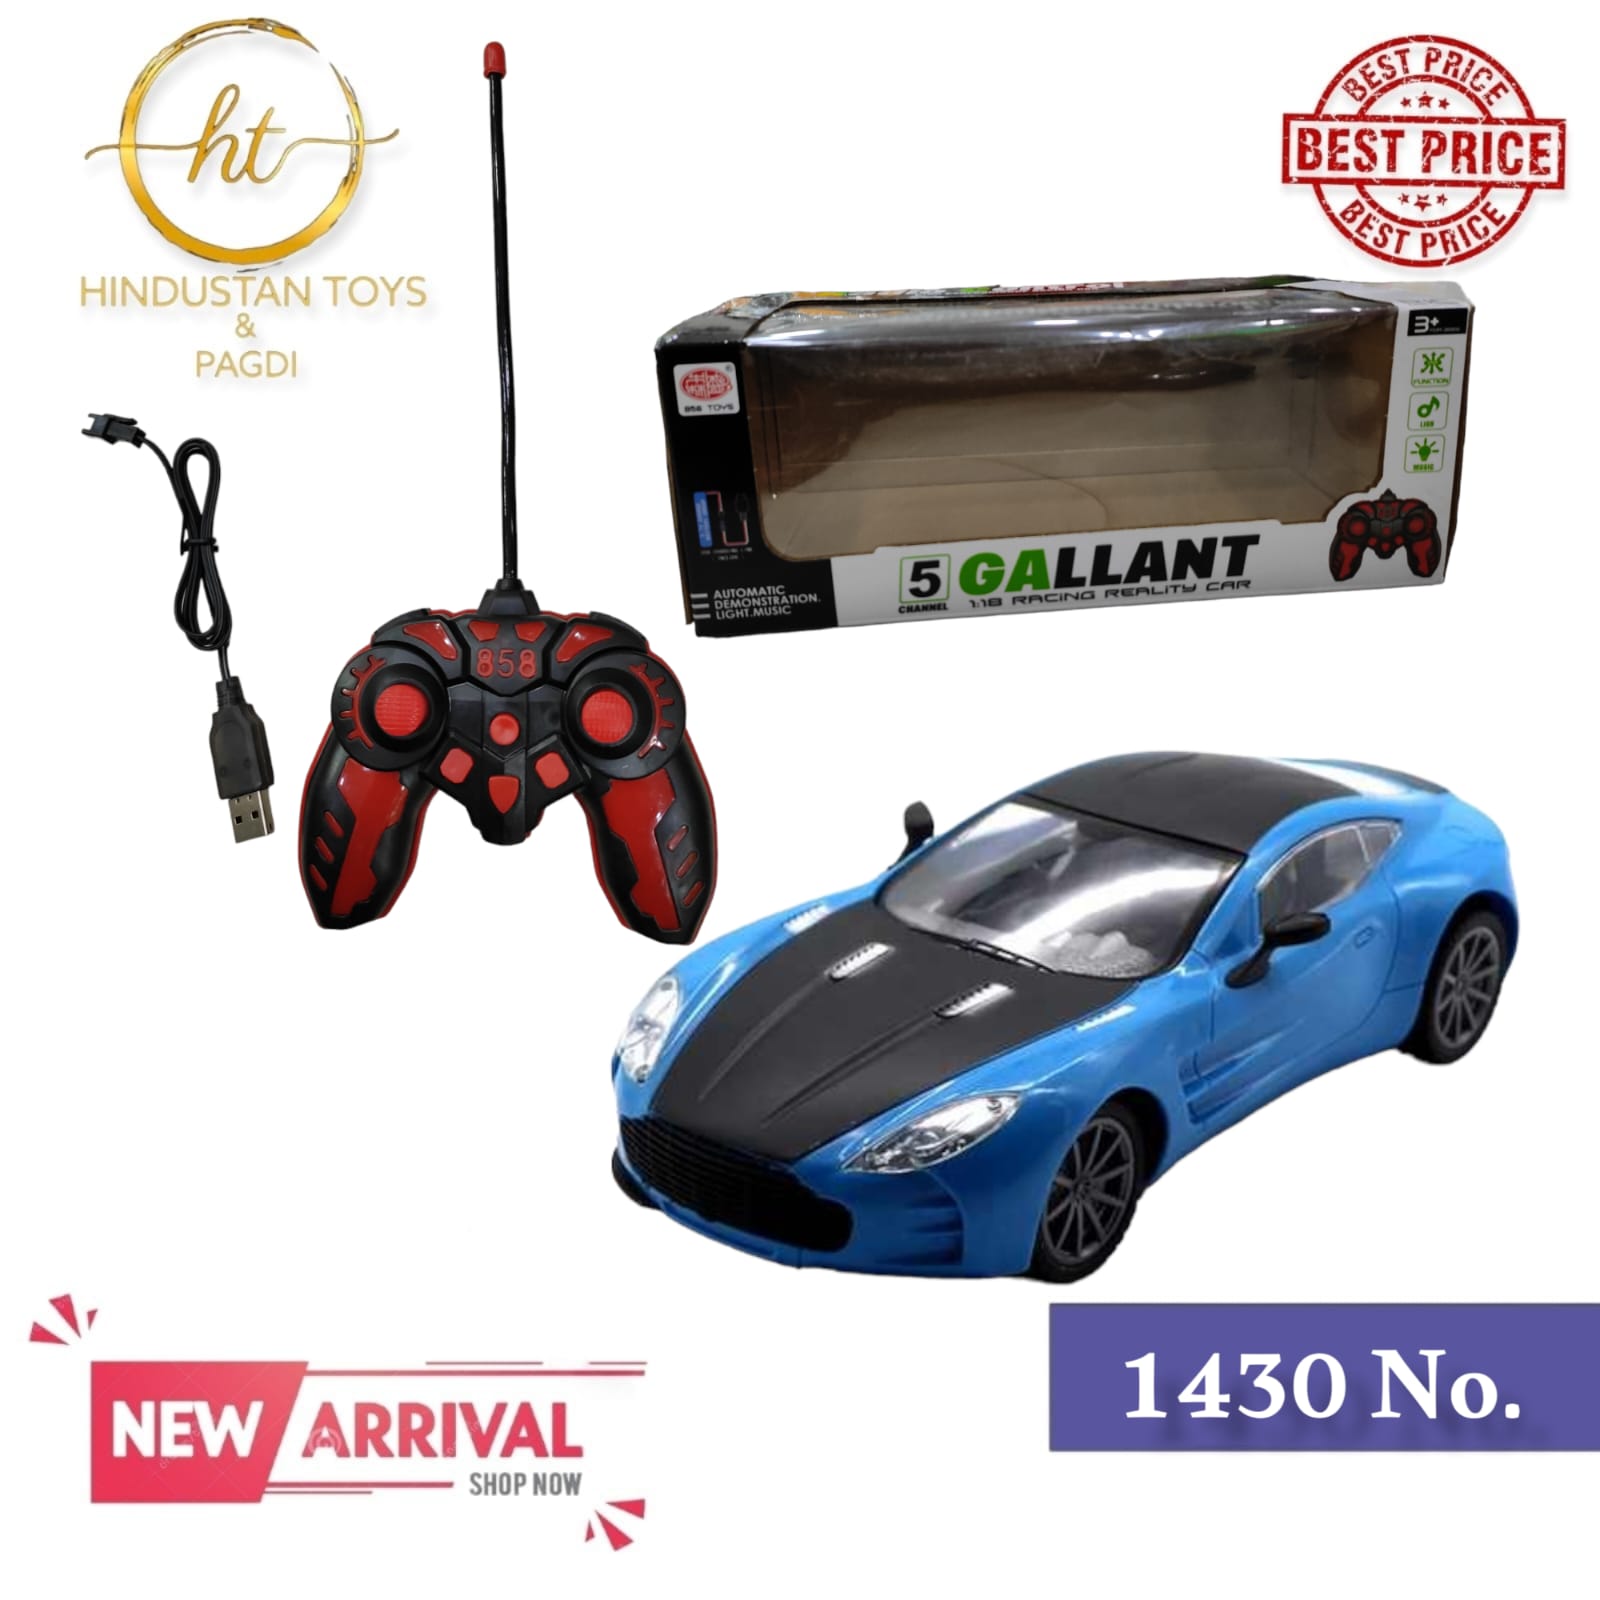 ht
HINDUSTAN TOYS
&
PAGDI
BEST PRICE
BEST PRICE
BEST PRICE
858 TOYS
3+
FUNCTION
LIGH
MUSIC
AUTOMATIC
DEMONSTRATION.
LIGHT.MUSIC
5
CHANNEL
GALLANT
1:18 RACING REALITY CAR
858
NEW ARRIVAL
SHOP NOW
1430 No.